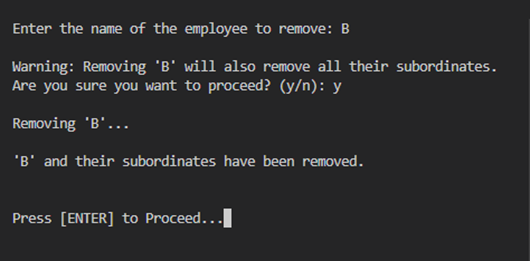 Enter the name of the employee to remove: B
Warning: Removing 'B' will also remove all their subordinates.
Are you sure you want to proceed? (y/n): y
Removing 'B'...
'B' and their subordinates have been removed.
Press [ENTER] to Proceed...